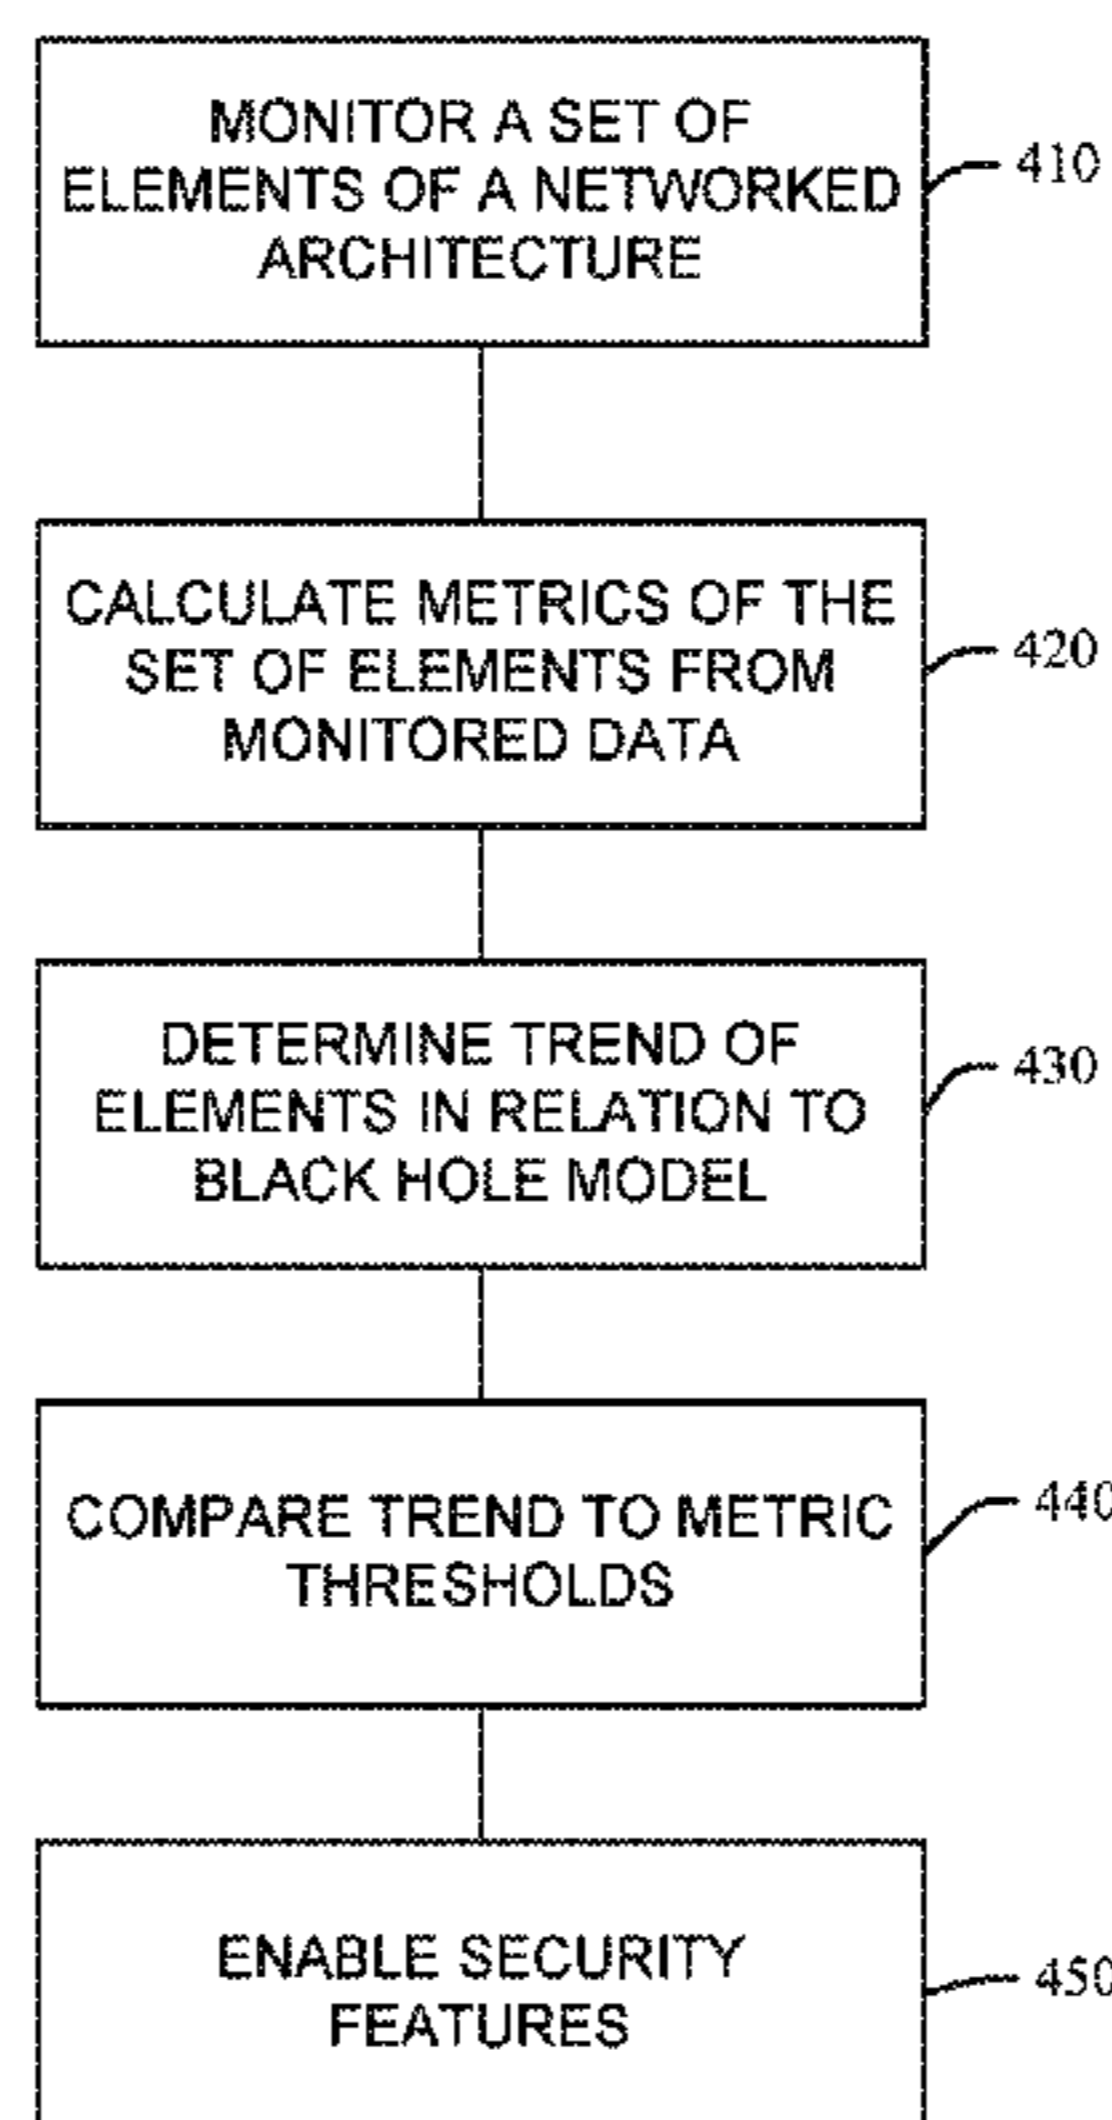 MONITOR A SET OF
ELEMENTS OF A NETWORKED
ARCHITECTURE
410
CALCULATE METRICS OF THE
SET OF ELEMENTS FROM
MONITORED DATA
420
DETERMINE TREND OF
ELEMENTS IN RELATION TO
BLACK HOLE MODEL
430
COMPARE TREND TO METRIC
THRESHOLDS
440
ENABLE SECURITY
FEATURES
450